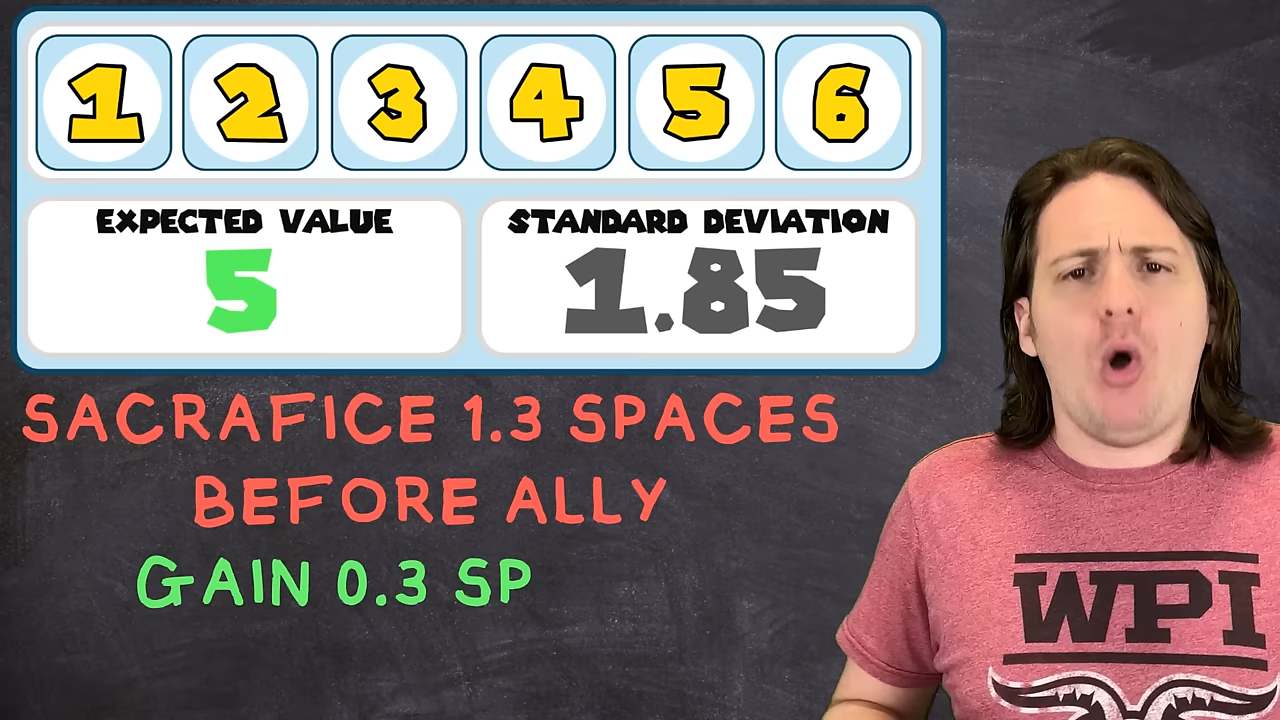 1 2 3 4 5 6
EXPECTED VALUE
5
STANDARD DEVIATION
1.85
SACRAFICE 1.3 SPACES
BEFORE ALLY
GAIN 0.3 SP
WPI